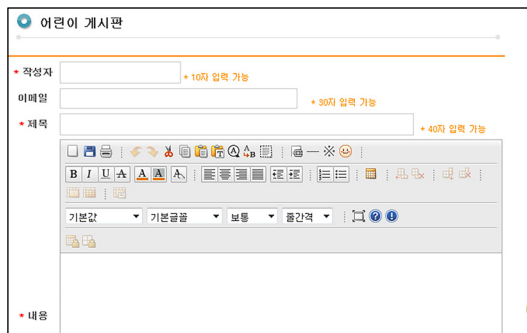 어린이 게시판
* 작성자 * 10자 입력 가능
이메일 * 30자 입력 가능
* 제목 * 40자 입력 가능
B I U A A A A
기본값 기본글꼴 보통 줄간격
* 내용